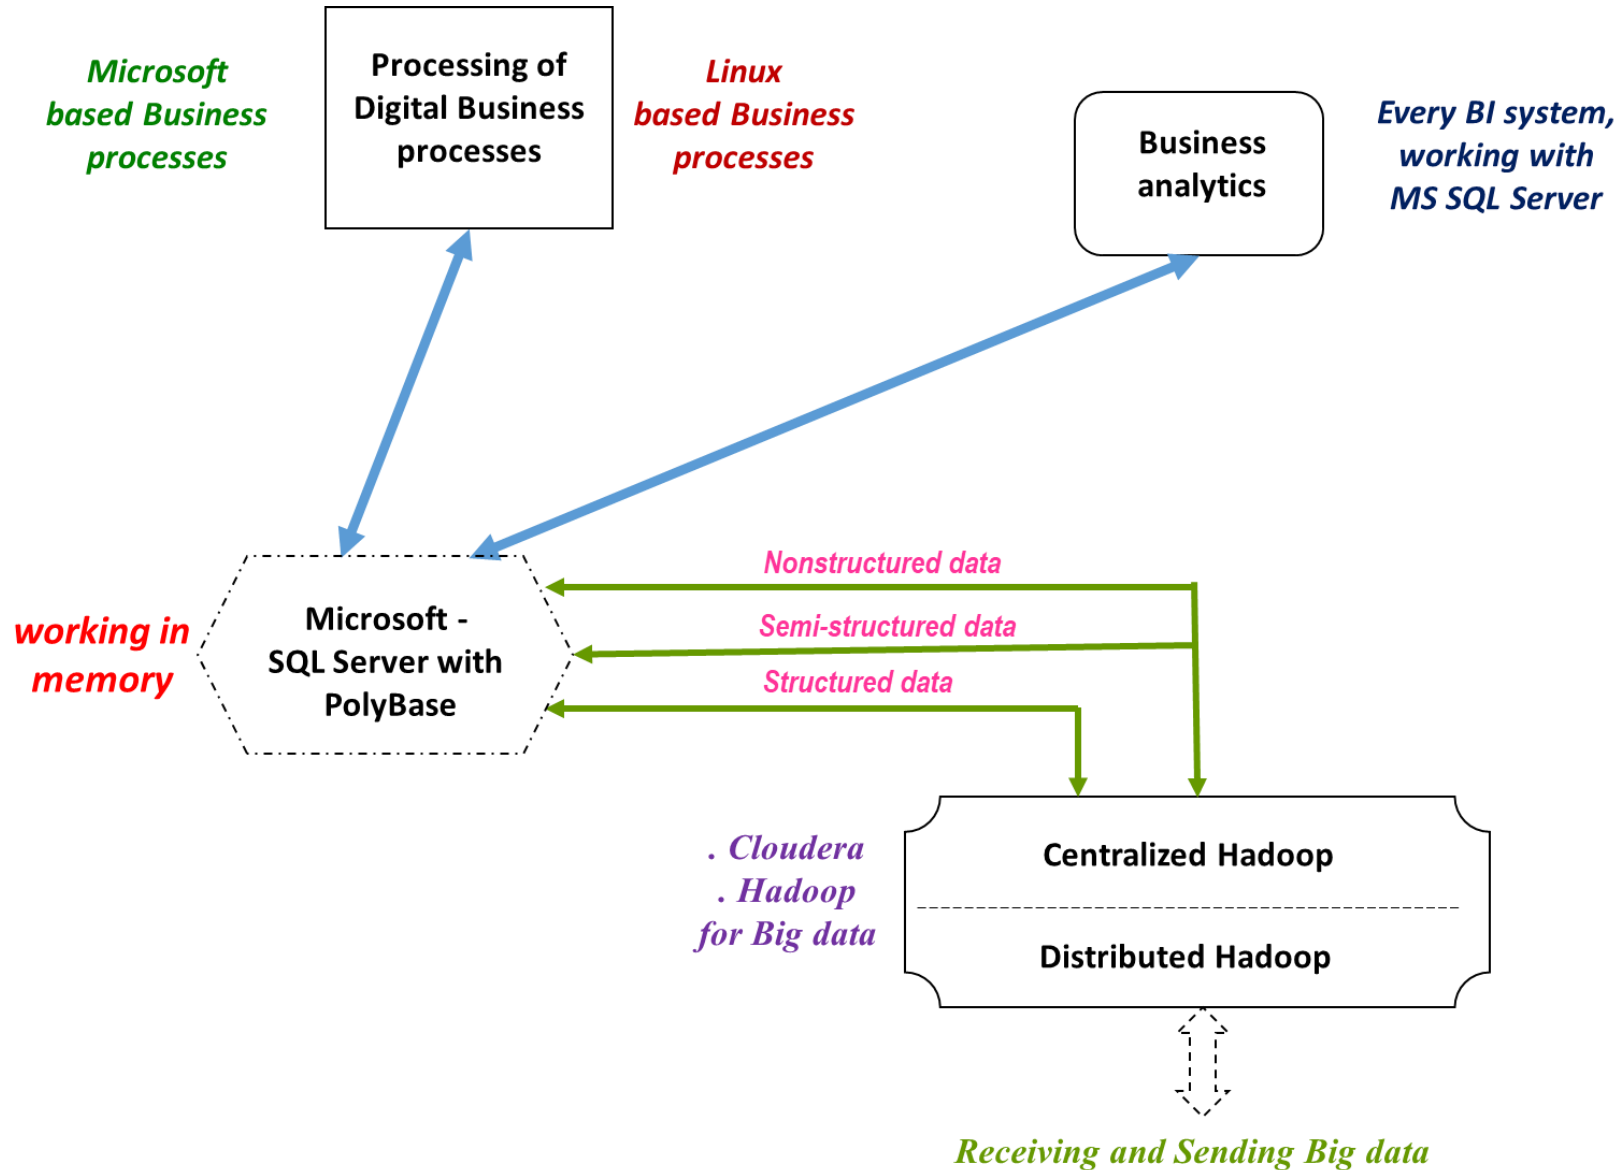 Microsoft
based Business
processes
Processing of
Digital Business
processes
Linux
based Business
processes
Business
analytics
Every BI system,
working with
MS SQL Server
working in
memory
Microsoft -
SQL Server with
PolyBase
Nonstructured data
Semi-structured data
Structured data
. Cloudera
. Hadoop
for Big data
Centralized Hadoop
Distributed Hadoop
Receiving and Sending Big data